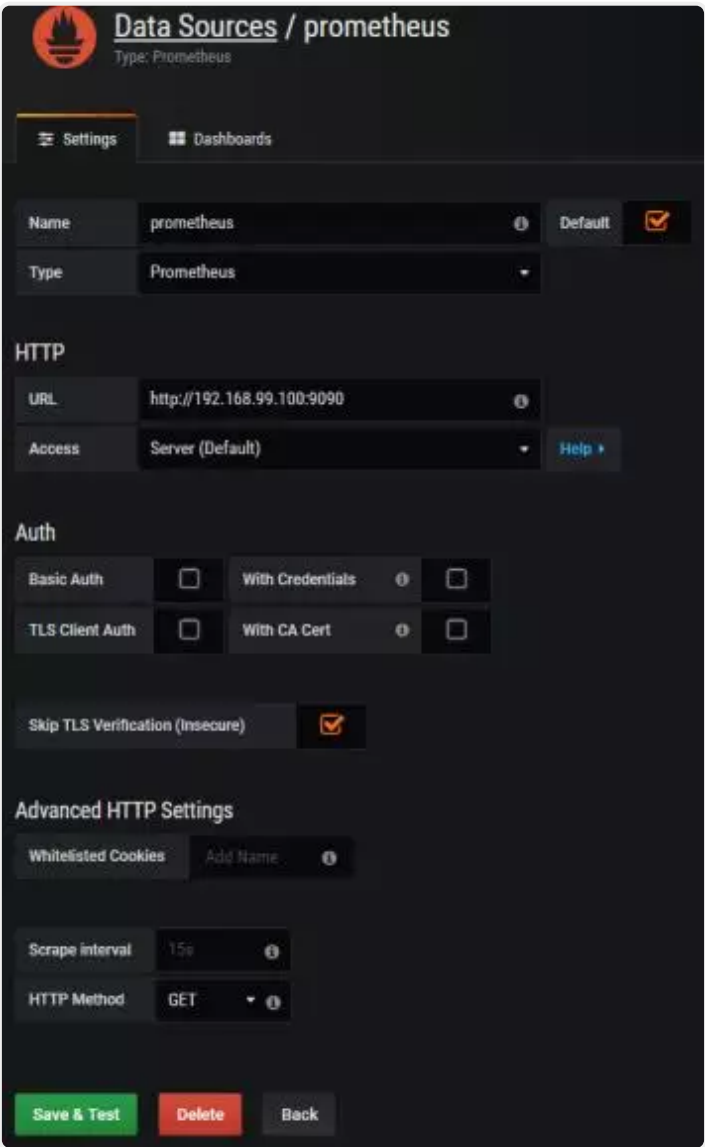 Data Sources / prometheus
Type: Prometheus
Settings Dashboards
Name prometheus Default
Type Prometheus
HTTP
URL http://192.168.99.100:9090
Access Server (Default) Help
Auth
Basic Auth With Credentials
TLS Client Auth With CA Cert
Skip TLS Verification (Insecure)
Advanced HTTP Settings
Whitelisted Cookies Add Name
Scrape interval 15s
HTTP Method GET
Save & Test Delete Back